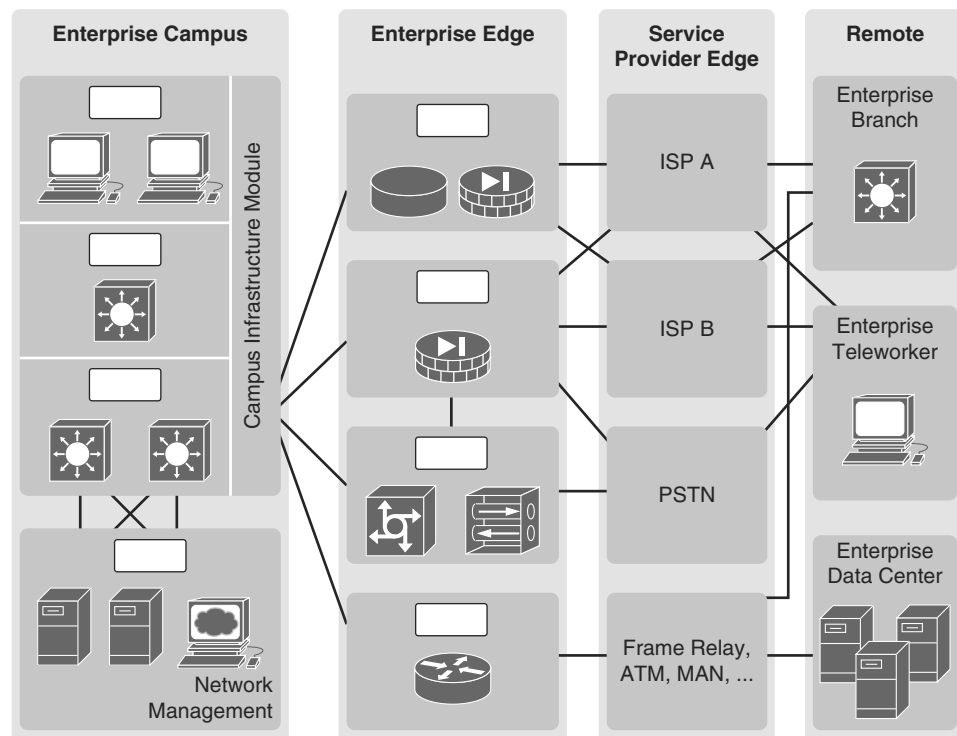 Enterprise Campus
Campus Infrastructure Module
Network
Management
Enterprise Edge
Service
Provider Edge
ISP A
ISP B
PSTN
Frame Relay,
ATM, MAN, ...
Remote
Enterprise
Branch
Enterprise
Teleworker
Enterprise
Data Center